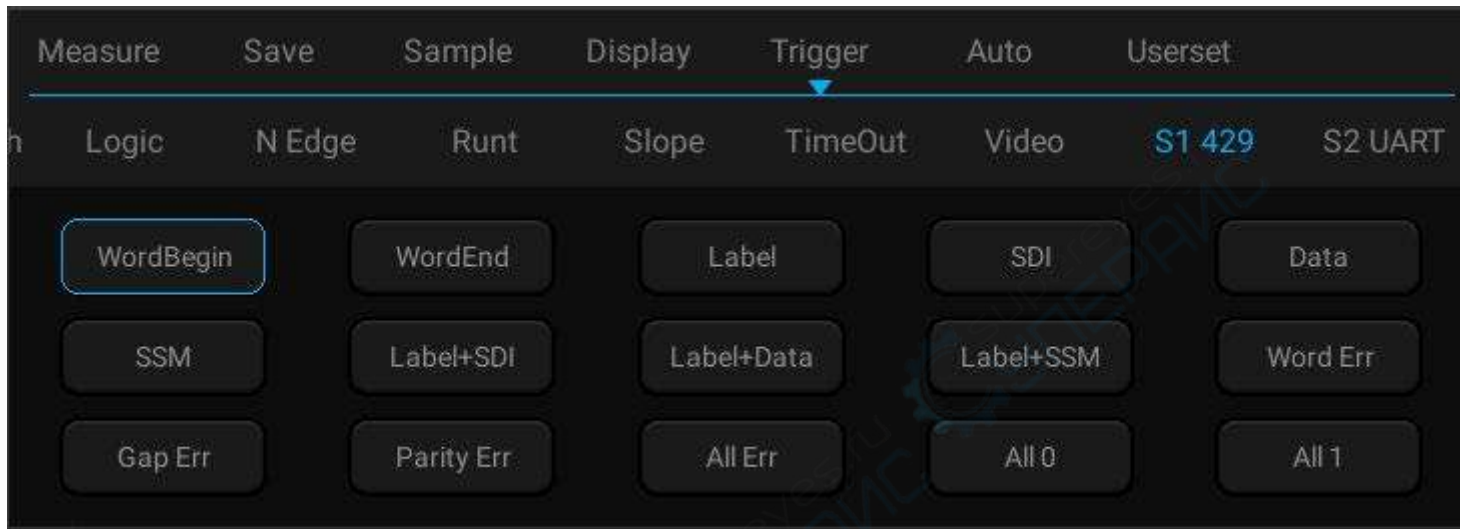 Measure Save Sample Display Trigger Auto Userset
h Logic N Edge Runt Slope TimeOut Video S1 429 S2 UART
WordBegin WordEnd Label SDI Data
SSM Label+SDI Label+Data Label+SSM Word Err
Gap Err Parity Err All Err All 0 All 1